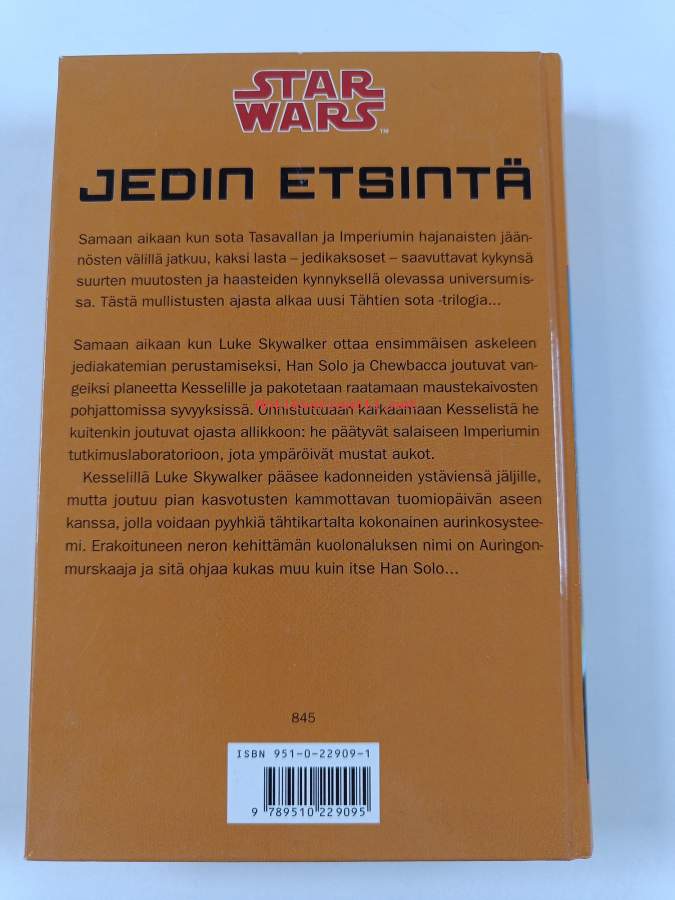 STAR
WARS
TM
JEDIN ETSINTÄ
Samaan aikaan kun sota Tasavallan ja Imperiumin hajanaisten jään-
nösten välillä jatkuu, kaksi lasta – jedikaksoset – saavuttavat kykynsä
suurten muutosten ja haasteiden kynnyksellä olevassa universumis-
sa. Tästä mullistusten ajasta alkaa uusi Tähtien sota -trilogia...
Samaan aikaan kun Luke Skywalker ottaa ensimmäisen askeleen
jediakatemian perustamiseksi, Han Solo ja Chewbacca joutuvat van-
geiksi planeetta Kesselille ja pakotetaan raatamaan maustekaivosten
pohjattomissa syvyyksissä. Onnistuttuaan karkaamaan Kesselistä he
kuitenkin joutuvat ojasta allikkoon: he päätyvät salaiseen Imperiumin
tutkimuslaboratorioon, jota ympäröivät mustat aukot.
Kesselillä Luke Skywalker pääsee kadonneiden ystäviensä jäljille,
mutta joutuu pian kasvotusten kammottavan tuomiopäivän aseen
kanssa, jolla voidaan pyyhkiä tähtikartalta kokonainen aurinkosystee-
mi. Erakoituneen neron kehittämän kuolonaluksen nimi on Auringon-
murskaaja ja sitä ohjaa kukas muu kuin itse Han Solo...
845
ISBN 951-0-22909-1
9 789510 229095